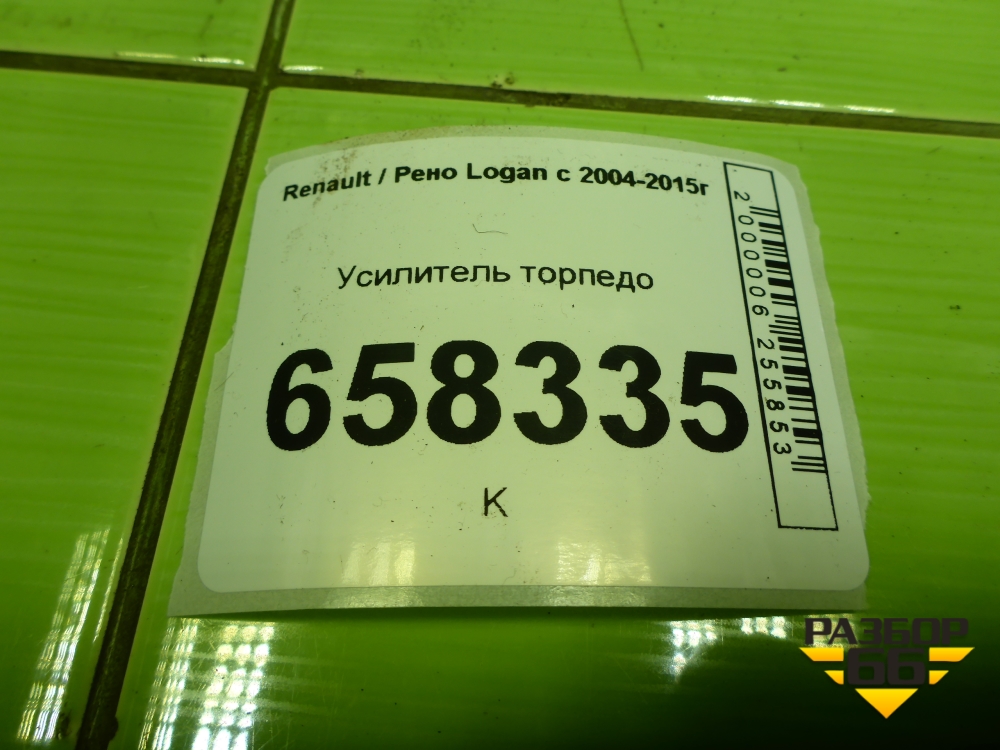 Renault / Рено Logan с 2004-2015г
Усилитель торпедо
658335
К
2000006255853
РАЗБОР
66